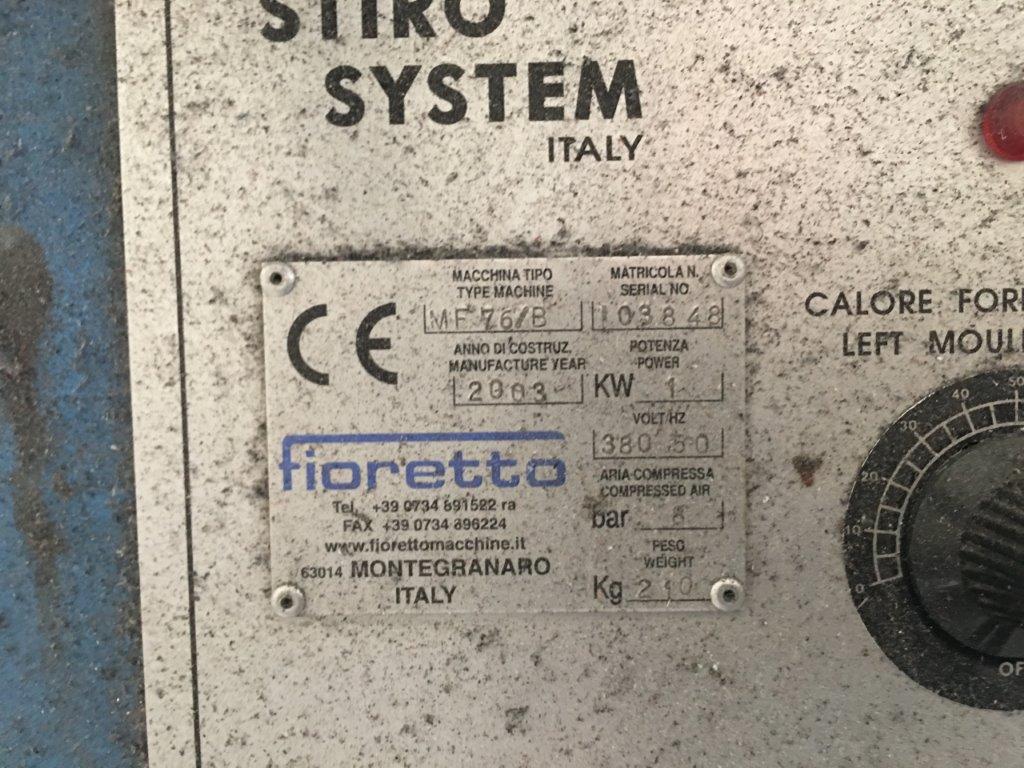 STIRO
SYSTEM
ITALY
CE
MACCHINA TIPO
TYPE MACHINE
MF 76/B
MATRICOLA N.
SERIAL NO.
103848
ANNO DI COSTRUZ.
MANUFACTURE YEAR
2003
POTENZA
POWER
KW 1
VOLT/HZ
380 50
ARIA COMPRESSA
COMPRESSED AIR
bar 6
PESO
WEIGHT
Kg 210
fioretto
Tel. +39 0734 891522 ra
FAX +39 0734 896224
www.fiorettomacchine.it
63014 MONTEGRANARO
ITALY
CALORE
LEFT
0
10
20
30
40
50